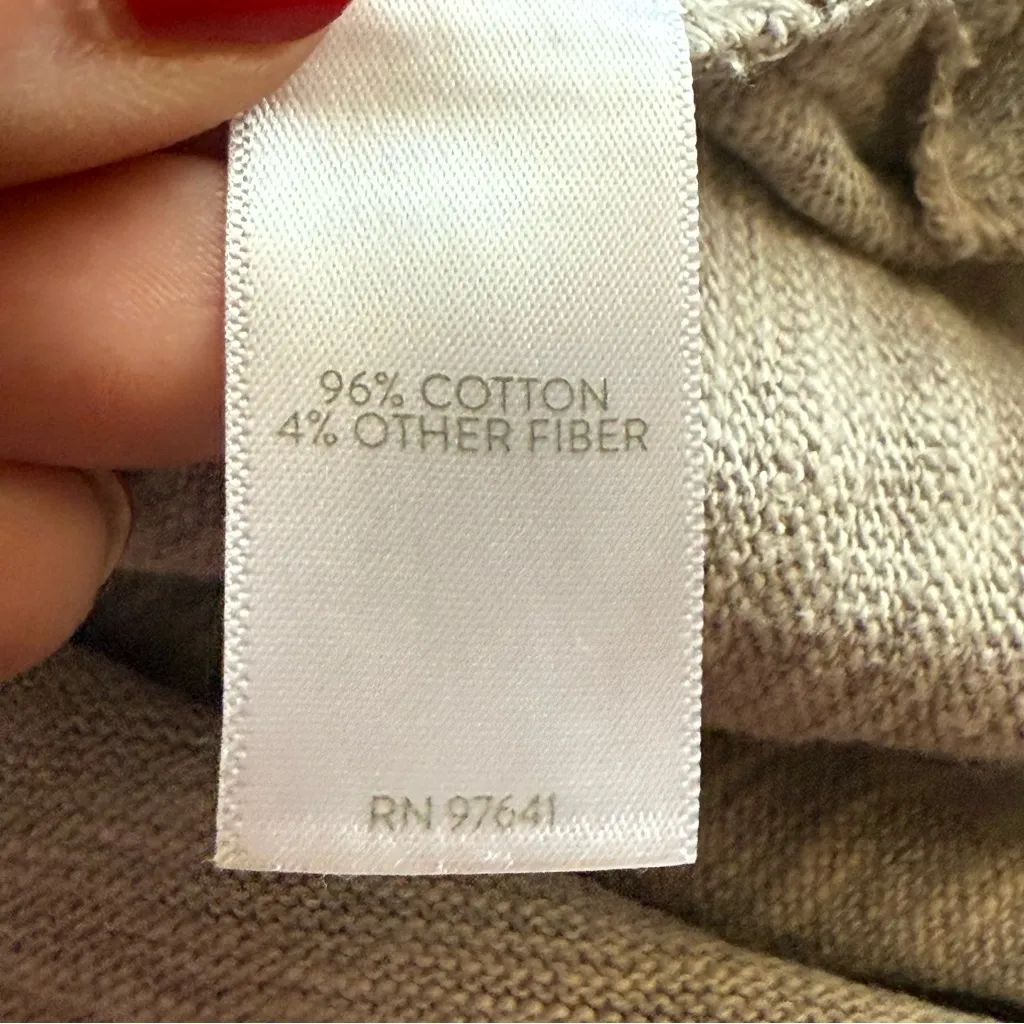 96% COTTON
4% OTHER FIBER
RN 97641